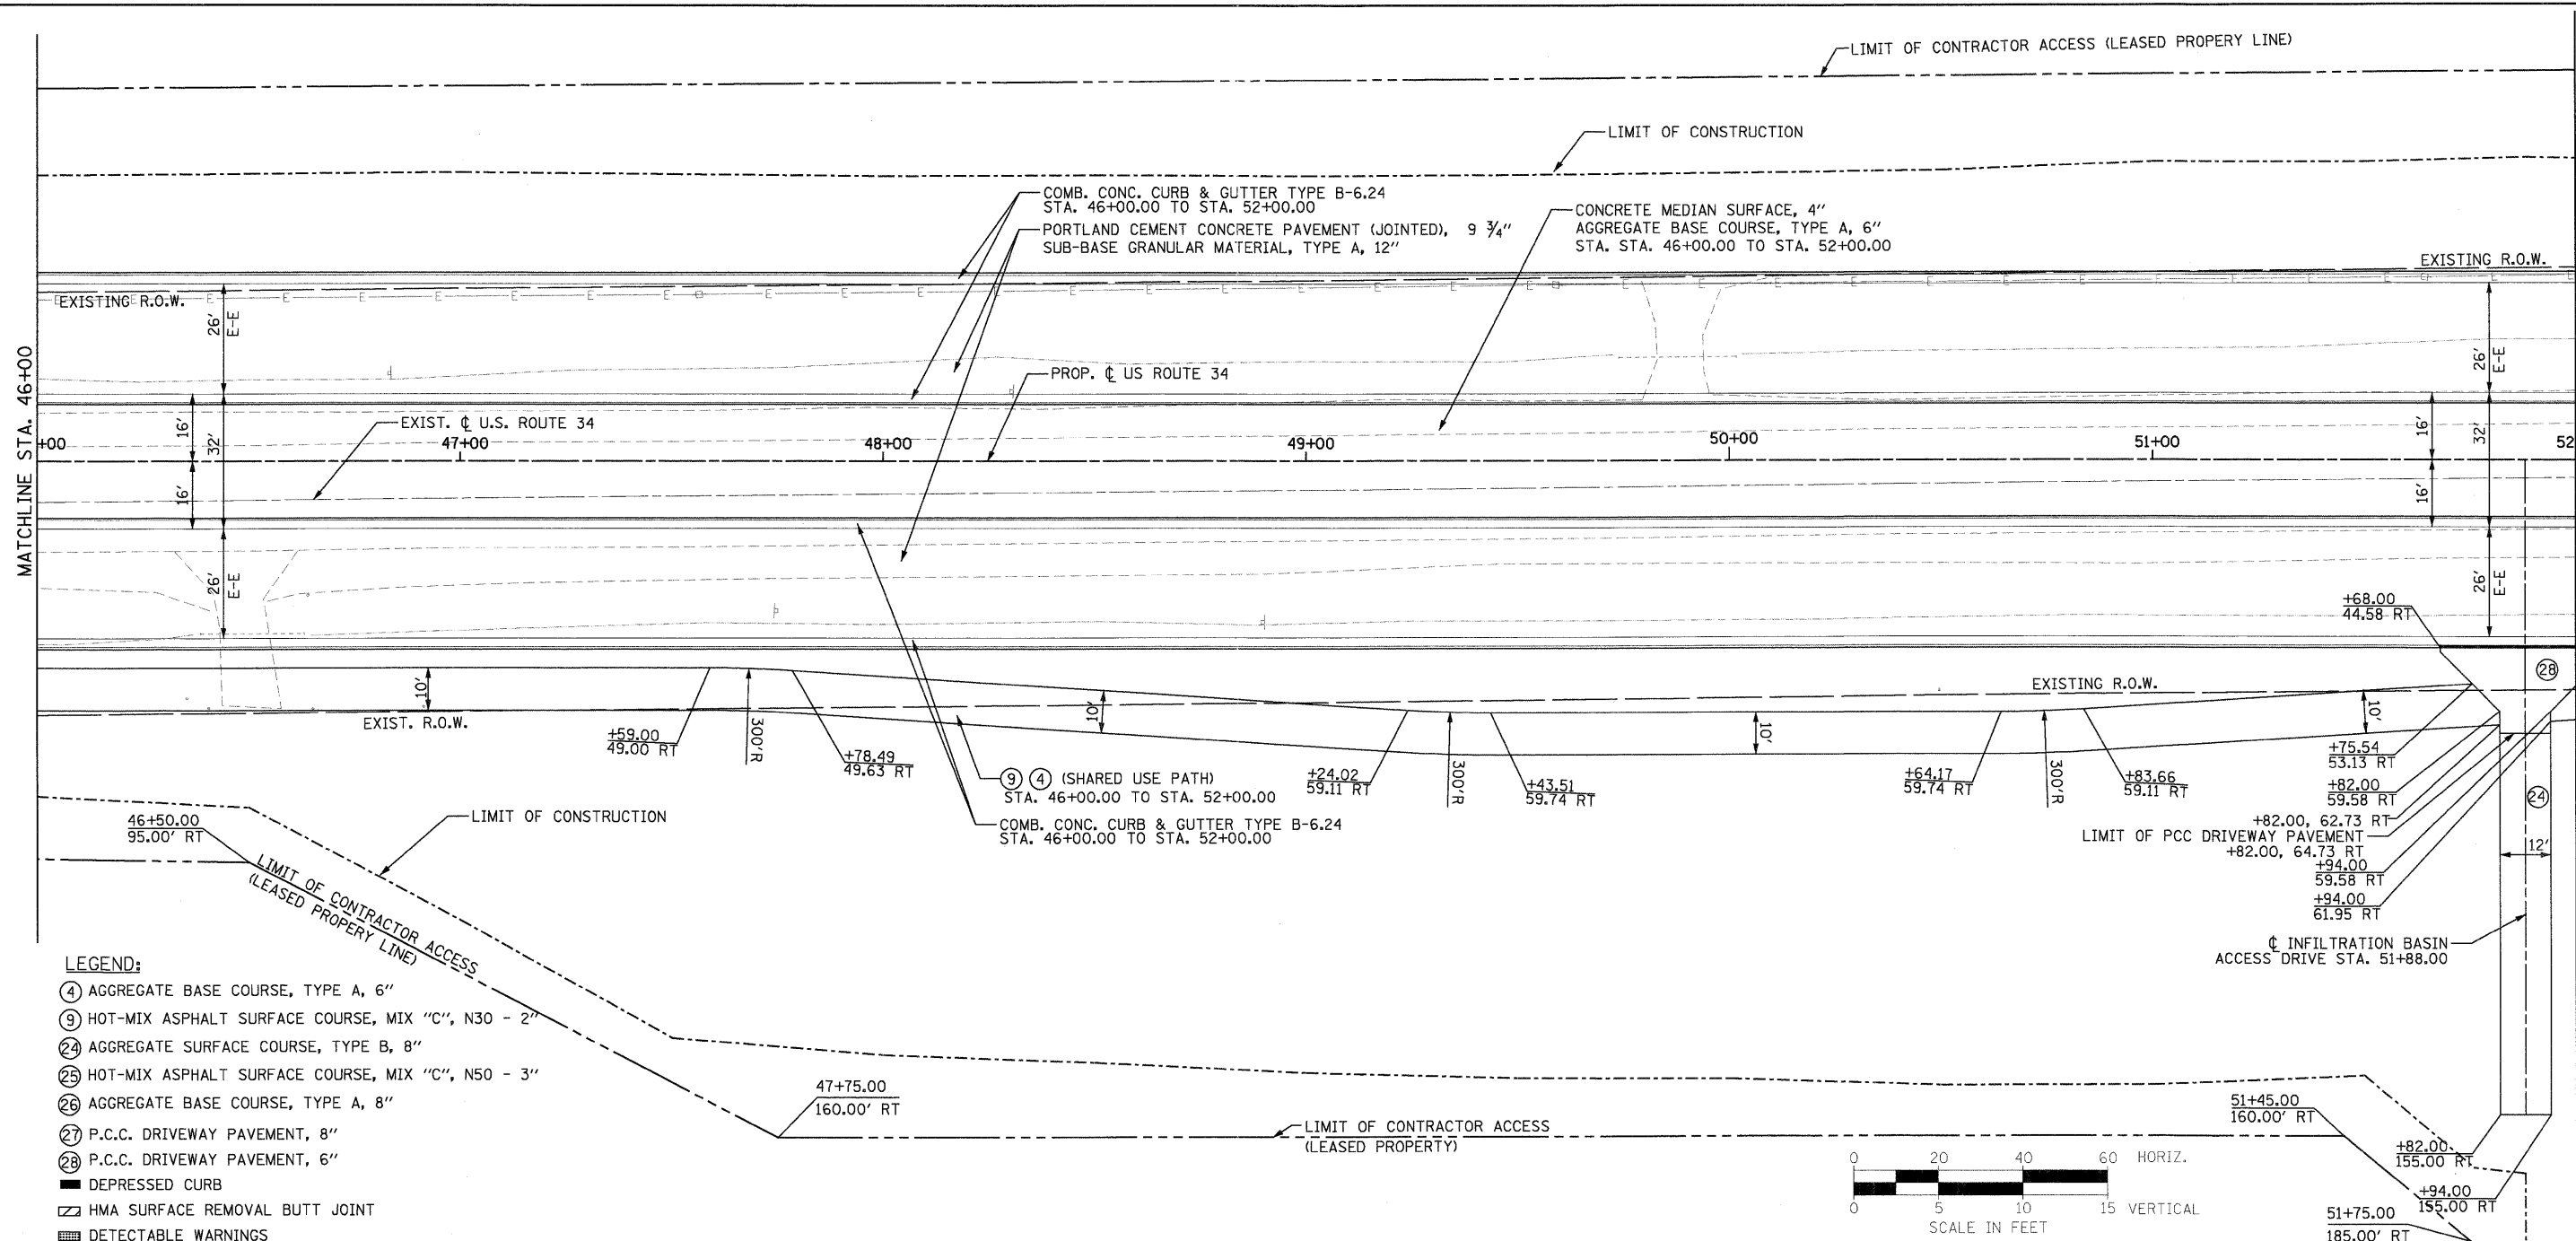 LIMIT OF CONTRACTOR ACCESS (LEASED PROPERY LINE)
LIMIT OF CONSTRUCTION
COMB. CONC. CURB & GUTTER TYPE B-6.24
STA. 46+00.00 TO STA. 52+00.00
PORTLAND CEMENT CONCRETE PAVEMENT (JOINTED), 9 3/4"
SUB-BASE GRANULAR MATERIAL, TYPE A, 12"
CONCRETE MEDIAN SURFACE, 4"
AGGREGATE BASE COURSE, TYPE A, 6"
STA. STA. 46+00.00 TO STA. 52+00.00
EXISTING R.O.W.
EXISTING R.O.W.
E E E E E E E E E E E E E E E E E E E E E E E E E E E E E
26'
E-E
26'
E-E
MATCHLINE STA. 46+00
PROP. ℄ US ROUTE 34
EXIST. ℄ U.S. ROUTE 34
16'
32'
16'
16'
32'
16'
+00
47+00
48+00
49+00
50+00
51+00
52
26'
E-E
26'
E-E
+68.00
44.58 RT
28
10'
EXIST. R.O.W.
EXISTING R.O.W.
10'
10'
10'
+59.00
49.00 RT
300'R
+78.49
49.63 RT
9 4 (SHARED USE PATH)
STA. 46+00.00 TO STA. 52+00.00
COMB. CONC. CURB & GUTTER TYPE B-6.24
STA. 46+00.00 TO STA. 52+00.00
+24.02
59.11 RT
300'R
+43.51
59.74 RT
+64.17
59.74 RT
300'R
+83.66
59.11 RT
+75.54
53.13 RT
+82.00
59.58 RT
+82.00, 62.73 RT
LIMIT OF PCC DRIVEWAY PAVEMENT
+82.00, 64.73 RT
+94.00
59.58 RT
+94.00
61.95 RT
24
12'
℄ INFILTRATION BASIN
ACCESS DRIVE STA. 51+88.00
46+50.00
95.00' RT
LIMIT OF CONSTRUCTION
LIMIT OF CONTRACTOR ACCESS
(LEASED PROPERTY LINE)
47+75.00
160.00' RT
LIMIT OF CONTRACTOR ACCESS
(LEASED PROPERTY)
51+45.00
160.00' RT
+82.00
155.00 RT
+94.00
155.00 RT
51+75.00
185.00' RT
LEGEND:
4 AGGREGATE BASE COURSE, TYPE A, 6"
9 HOT-MIX ASPHALT SURFACE COURSE, MIX "C", N30 - 2"
24 AGGREGATE SURFACE COURSE, TYPE B, 8"
25 HOT-MIX ASPHALT SURFACE COURSE, MIX "C", N50 - 3"
26 AGGREGATE BASE COURSE, TYPE A, 8"
27 P.C.C. DRIVEWAY PAVEMENT, 8"
28 P.C.C. DRIVEWAY PAVEMENT, 6"
DEPRESSED CURB
HMA SURFACE REMOVAL BUTT JOINT
DETECTABLE WARNINGS
0 20 40 60 HORIZ.
0 5 10 15 VERTICAL
SCALE IN FEET